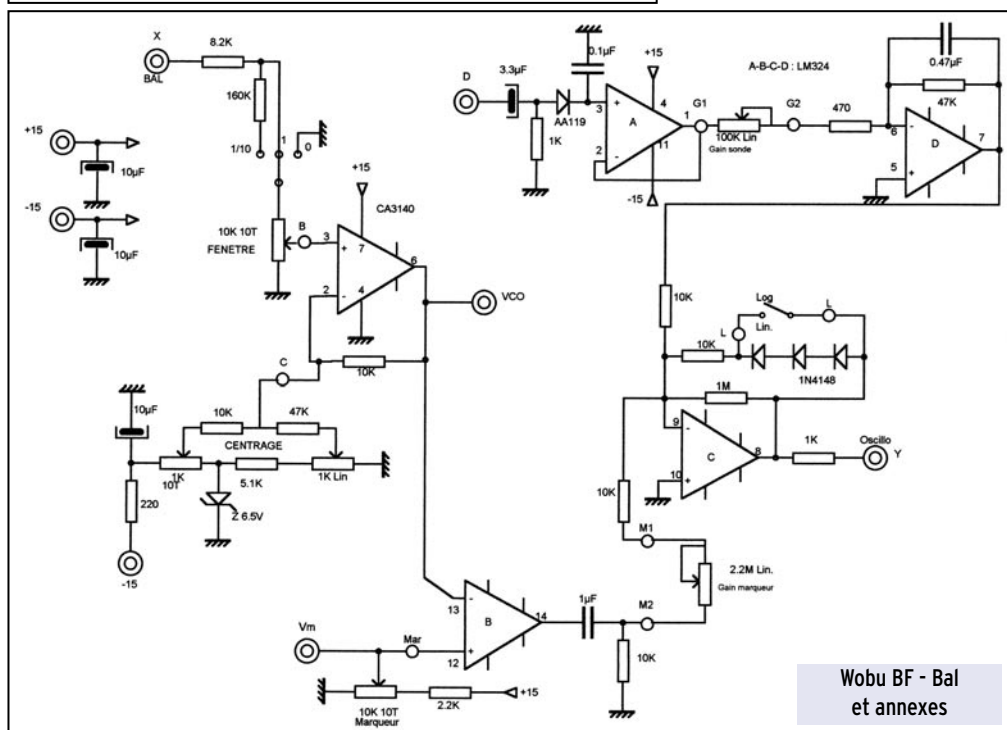 X
BAL
8.2K
160K
1/10
1
0
+15
10µF
-15
10µF
10K 10T
FENETRE
B
+15
CA3140
3
7
6
2
4
VCO
C
10K
10µF
10K
47K
CENTRAGE
1K
10T
5.1K
1K Lin
220
Z 6.5V
-15
D
3.3µF
0.1µF
AA119
1K
+15
3
4
A
1
2
11
-15
A-B-C-D : LM324
G1
100K Lin
Gain sonde
G2
470
0.47µF
47K
6
D
7
5
10K
Log
Lin.
L
L
10K
1N4148
1M
9
C
8
10
1K
Oscillo
Y
10K
M1
2.2M Lin.
Gain marqueur
M2
1µF
10K
13
B
14
12
Vm
Mar
10K 10T
Marqueur
2.2K
+15
Wobu BF - Bal
et annexes